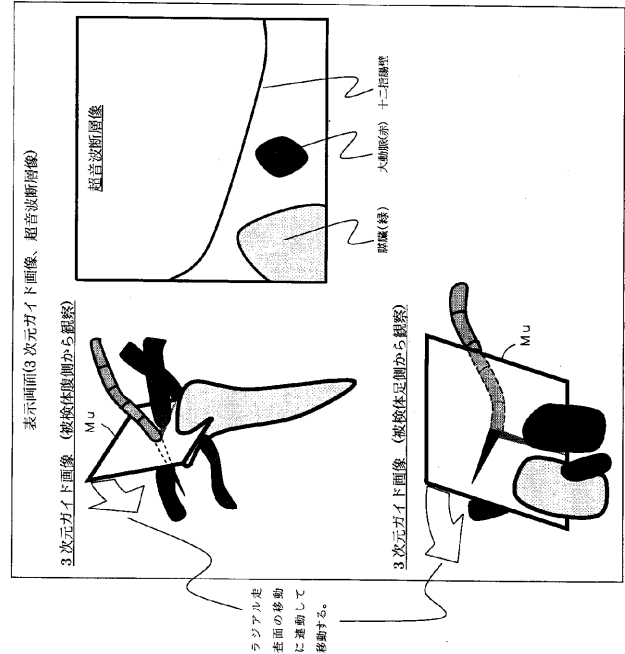 表示画面(3次元ガイド画像、超音波断層像)
3次元ガイド画像 (被検体腹側から観察)
Mu
超音波断層像
膵臓(緑)
大動脈(赤)
十二指腸壁
3次元ガイド画像 (被検体足側から観察)
Mu
ラジアル走
査面の移動
に連動して
移動する。